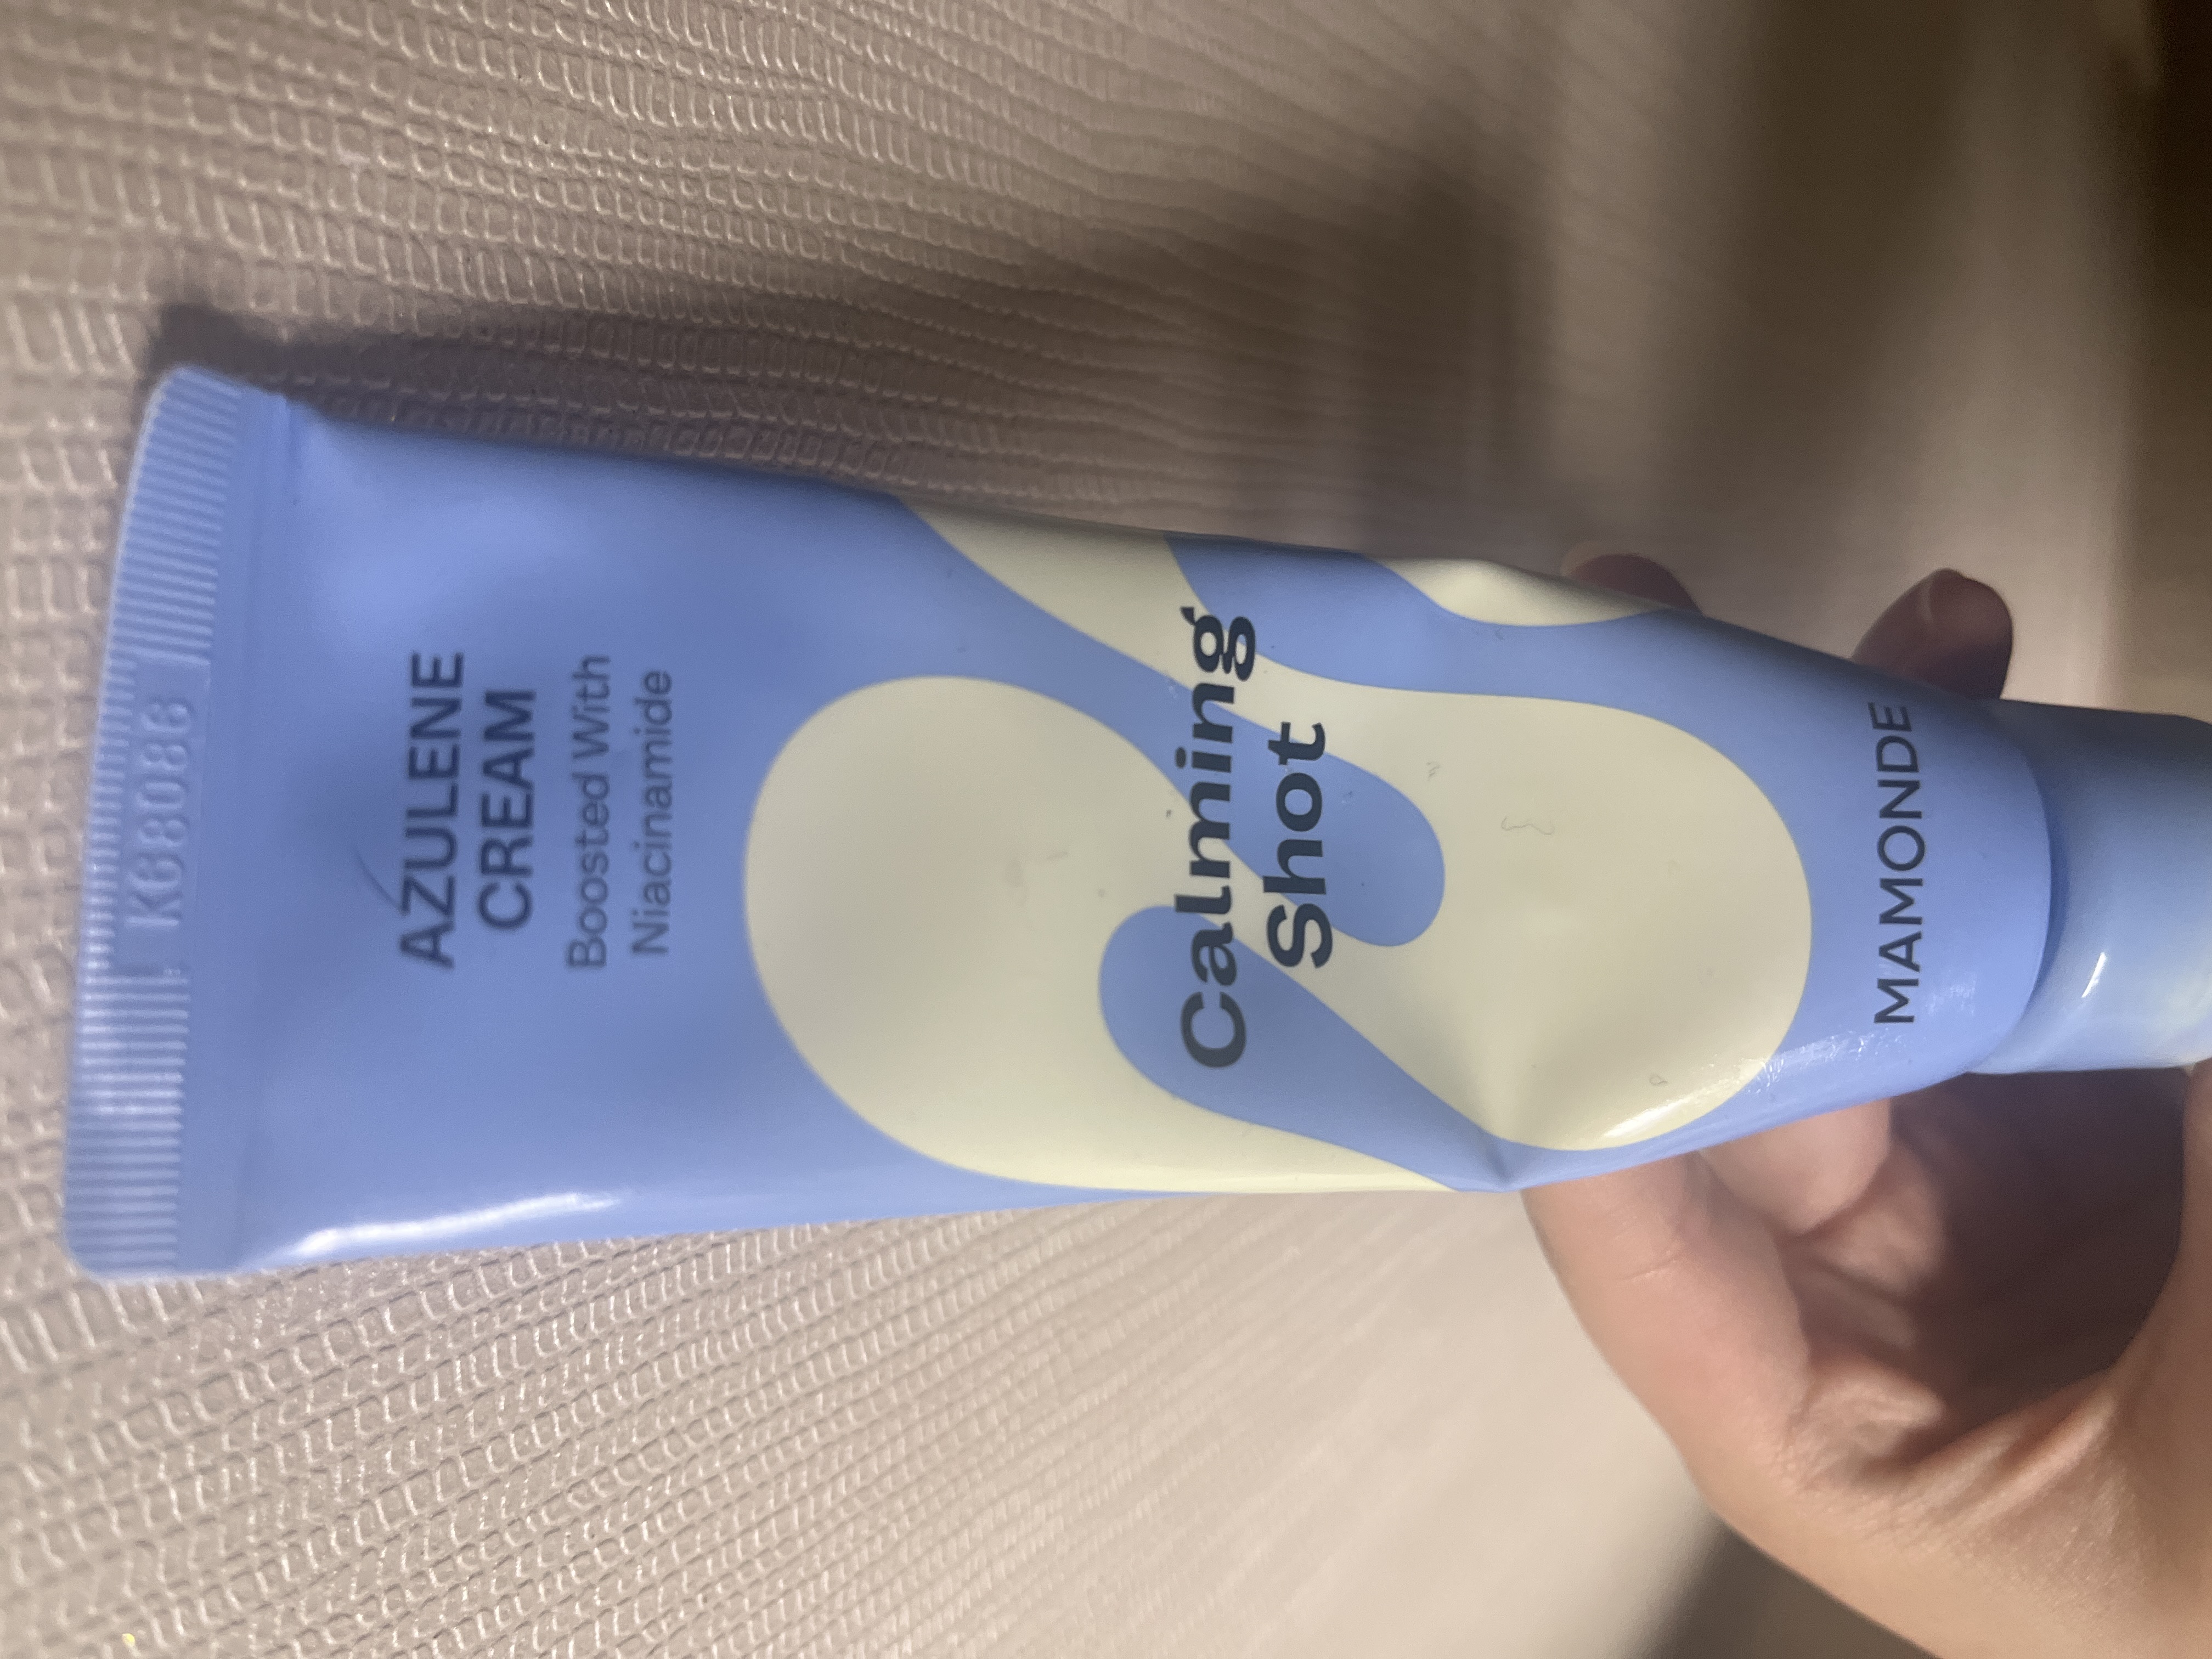 K68086
AZULENE
CREAM
Boosted With
Niacinamide
Calming
Shot
MAMONDE